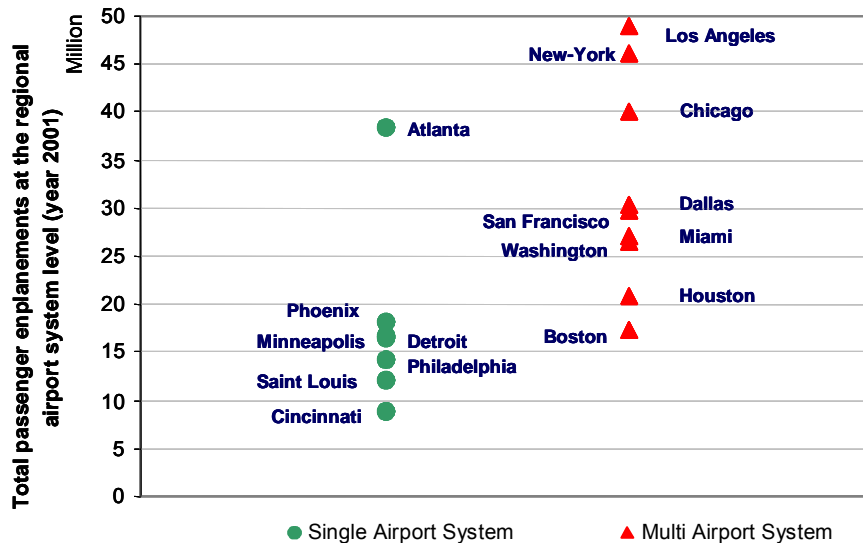 Total passenger enplanements at the regional
airport system level (year 2001)
Million
50
45
40
35
30
25
20
15
10
5
0
Los Angeles
New-York
Chicago
Atlanta
Dallas
San Francisco
Miami
Washington
Houston
Phoenix
Boston
Minneapolis
Detroit
Philadelphia
Saint Louis
Cincinnati
Single Airport System
Multi Airport System